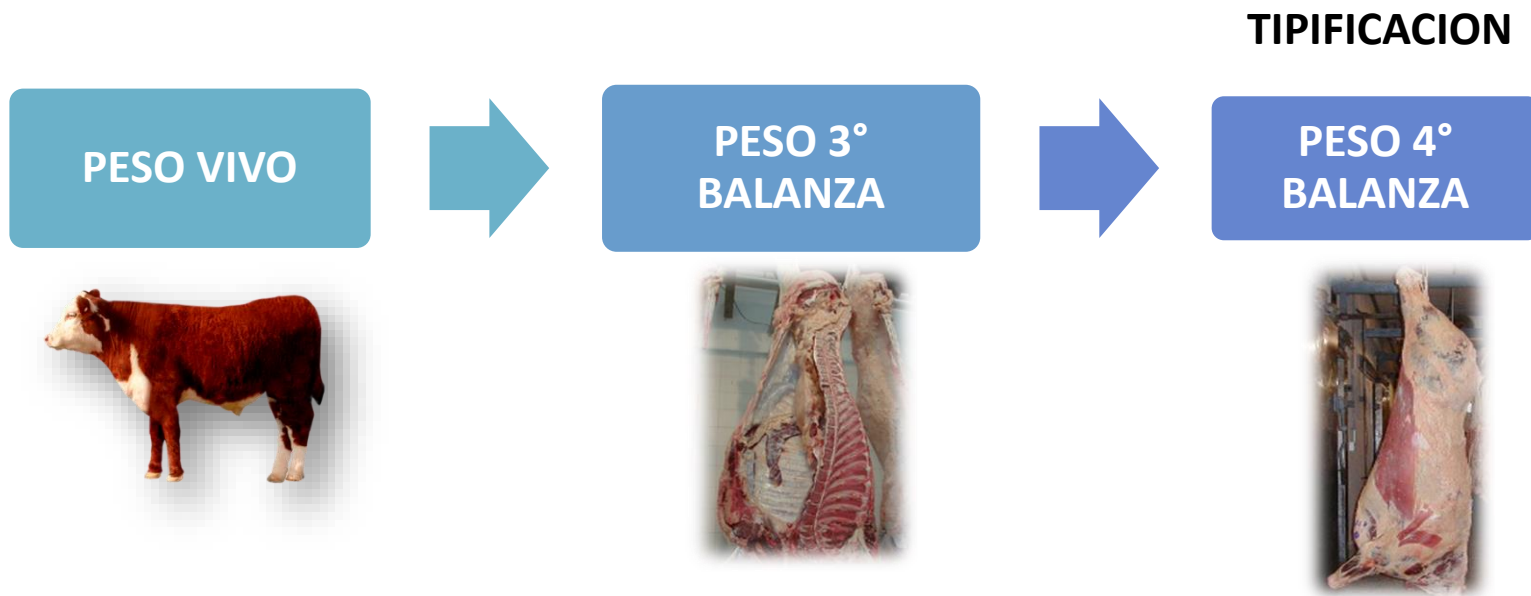 TIPIFICACION
PESO VIVO
PESO 3°
BALANZA
PESO 4°
BALANZA